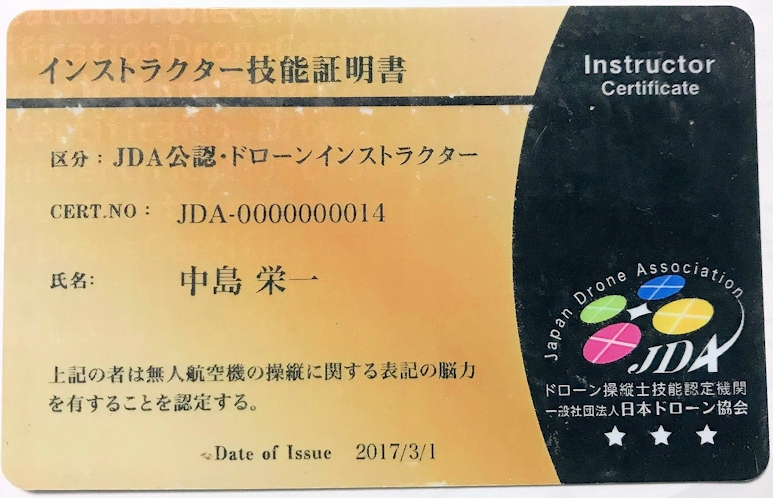 インストラクター技能証明書
区分：JDA公認・ドローンインストラクター
CERT.NO： JDA-0000000014
氏名: 中島 栄一
上記の者は無人航空機の操縦に関する表記の脳力
を有することを認定する。
Date of Issue 2017/3/1
Instructor
Certificate
Japan Drone Association
JDA
ドローン操縦士技能認定機関
一般社団法人日本ドローン協会